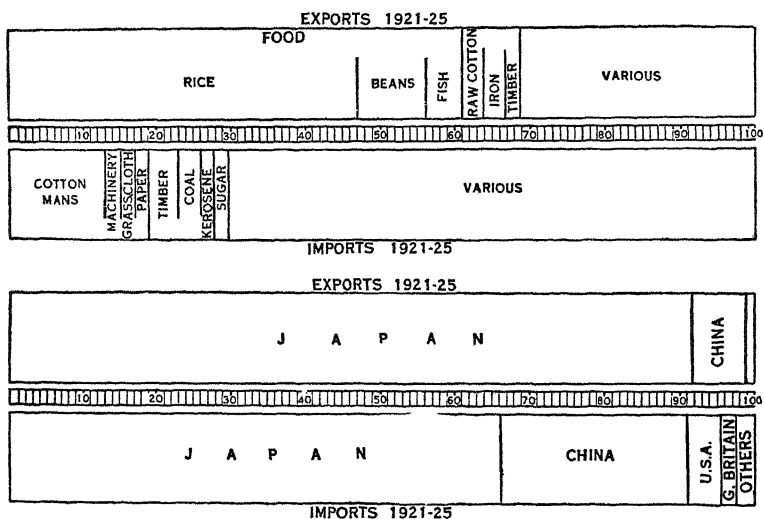 EXPORTS 1921-25
FOOD
RICE
BEANS
FISH
RAW COTTON
IRON
TIMBER
VARIOUS
10 20 30 40 50 60 70 80 90 100
COTTON
MANS
MACHINERY
GRASSCLOTH
PAPER
TIMBER
COAL
KEROSENE
SUGAR
VARIOUS
IMPORTS 1921-25
EXPORTS 1921-25
JAPAN
CHINA
10 20 30 40 50 60 70 80 90 100
JAPAN
CHINA
U.S.A.
G. BRITAIN
OTHERS
IMPORTS 1921-25